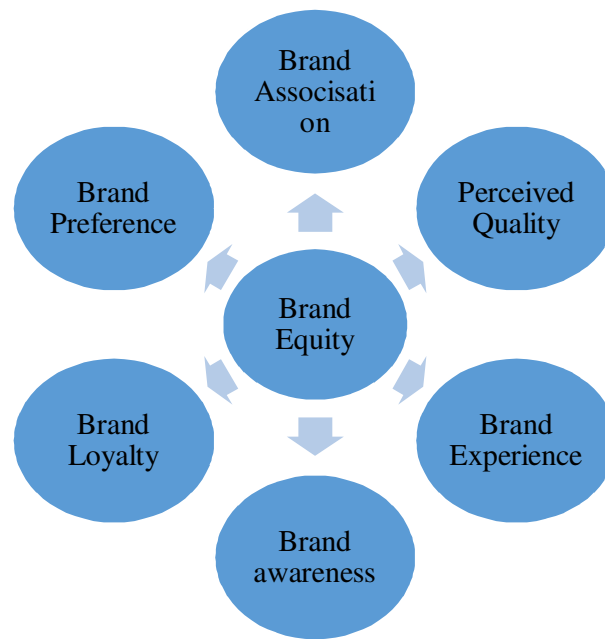 Brand
Associsati
on
Brand
Preference
Perceived
Quality
Brand
Equity
Brand
Loyalty
Brand
Experience
Brand
awareness